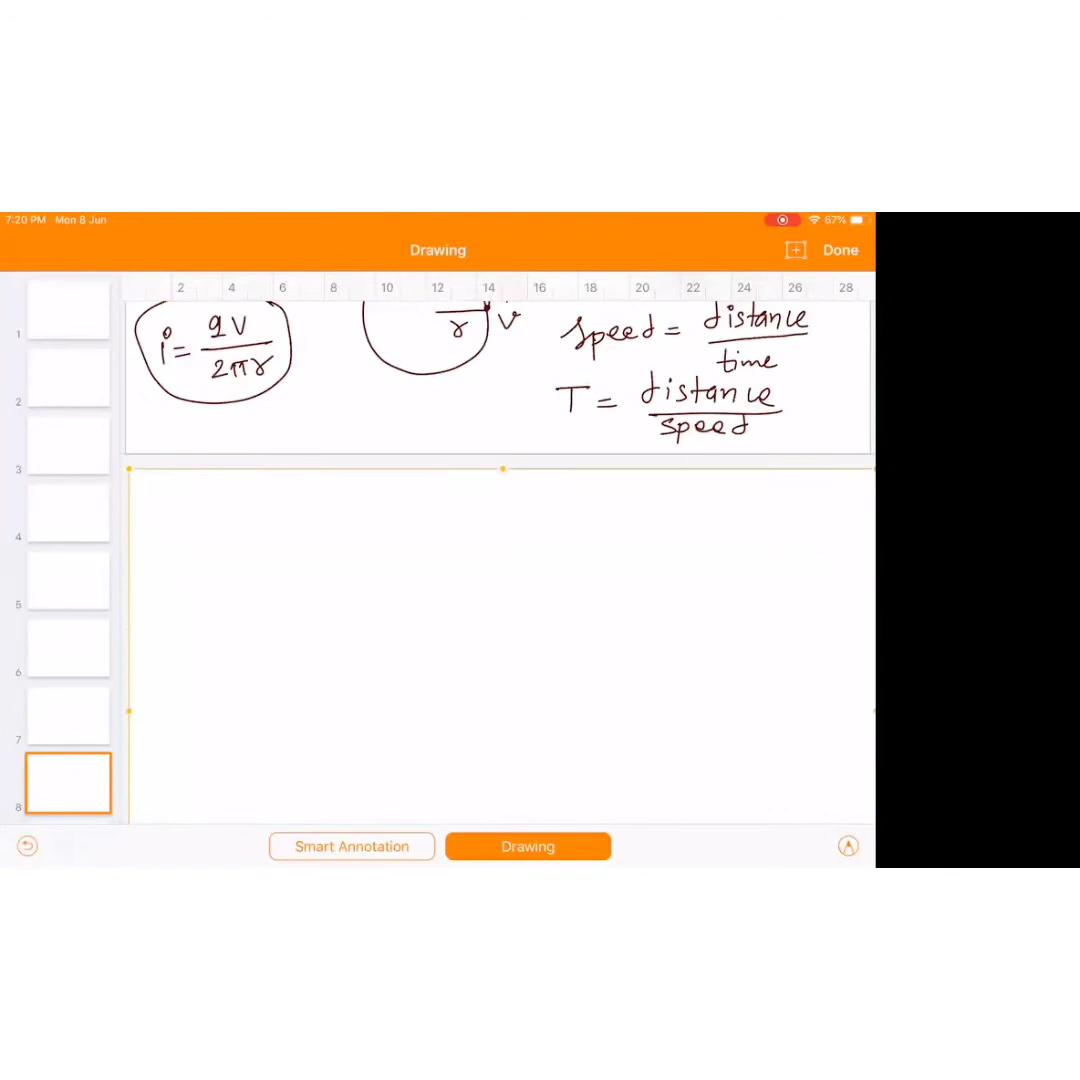 7:20 PM Mon 8 Jun
67%
Drawing
Done
2 4 6 8 10 12 14 16 18 20 22 24 26 28
1
2
3
4
5
6
7
8
i = qv / 2πr
r
v
speed = distance / time
T = distance / speed
Smart Annotation
Drawing